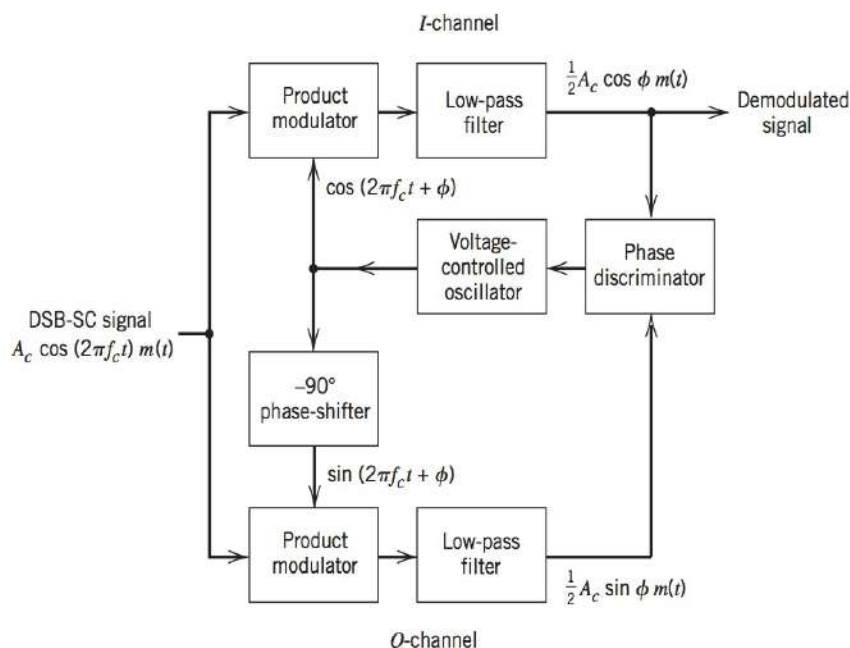 I-channel
Product
modulator
Low-pass
filter
½A_c cos ϕ m(t)
Demodulated
signal
cos (2πf_c t + ϕ)
Voltage-
controlled
oscillator
Phase
discriminator
DSB-SC signal
A_c cos (2πf_c t) m(t)
–90°
phase-shifter
sin (2πf_c t + ϕ)
Product
modulator
Low-pass
filter
½A_c sin ϕ m(t)
Q-channel